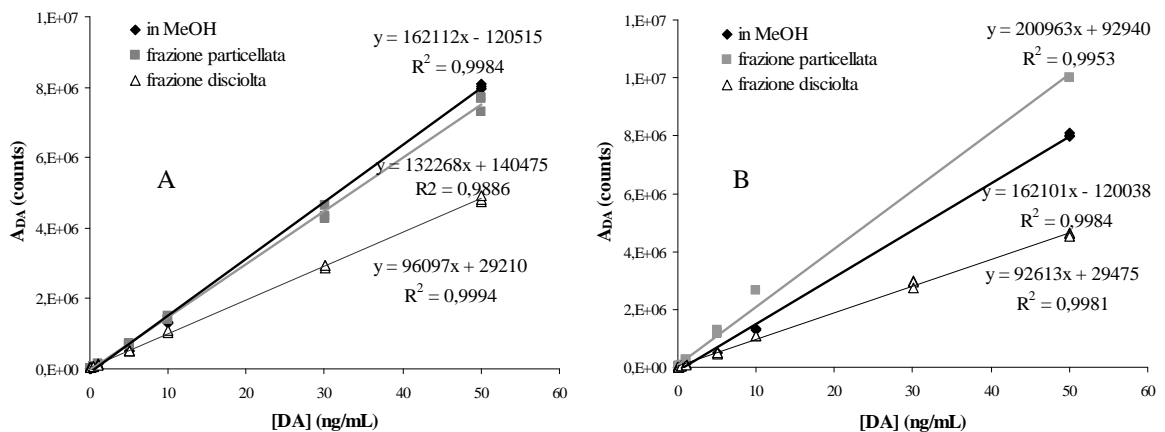 1,E+07
8,E+06
6,E+06
4,E+06
2,E+06
0,E+00
A_DA (counts)
in MeOH
frazione particellata
frazione disciolta
y = 162112x - 120515
R² = 0,9984
A
y = 132268x + 140475
R2 = 0,9886
y = 96097x + 29210
R² = 0,9994
0 10 20 30 40 50 60
[DA] (ng/mL)
1,E+07
1,E+07
8,E+06
6,E+06
4,E+06
2,E+06
0,E+00
A_DA (counts)
in MeOH
frazione particellata
frazione disciolta
y = 200963x + 92940
R² = 0,9953
B
y = 162101x - 120038
R² = 0,9984
y = 92613x + 29475
R² = 0,9981
0 10 20 30 40 50 60
[DA] (ng/mL)